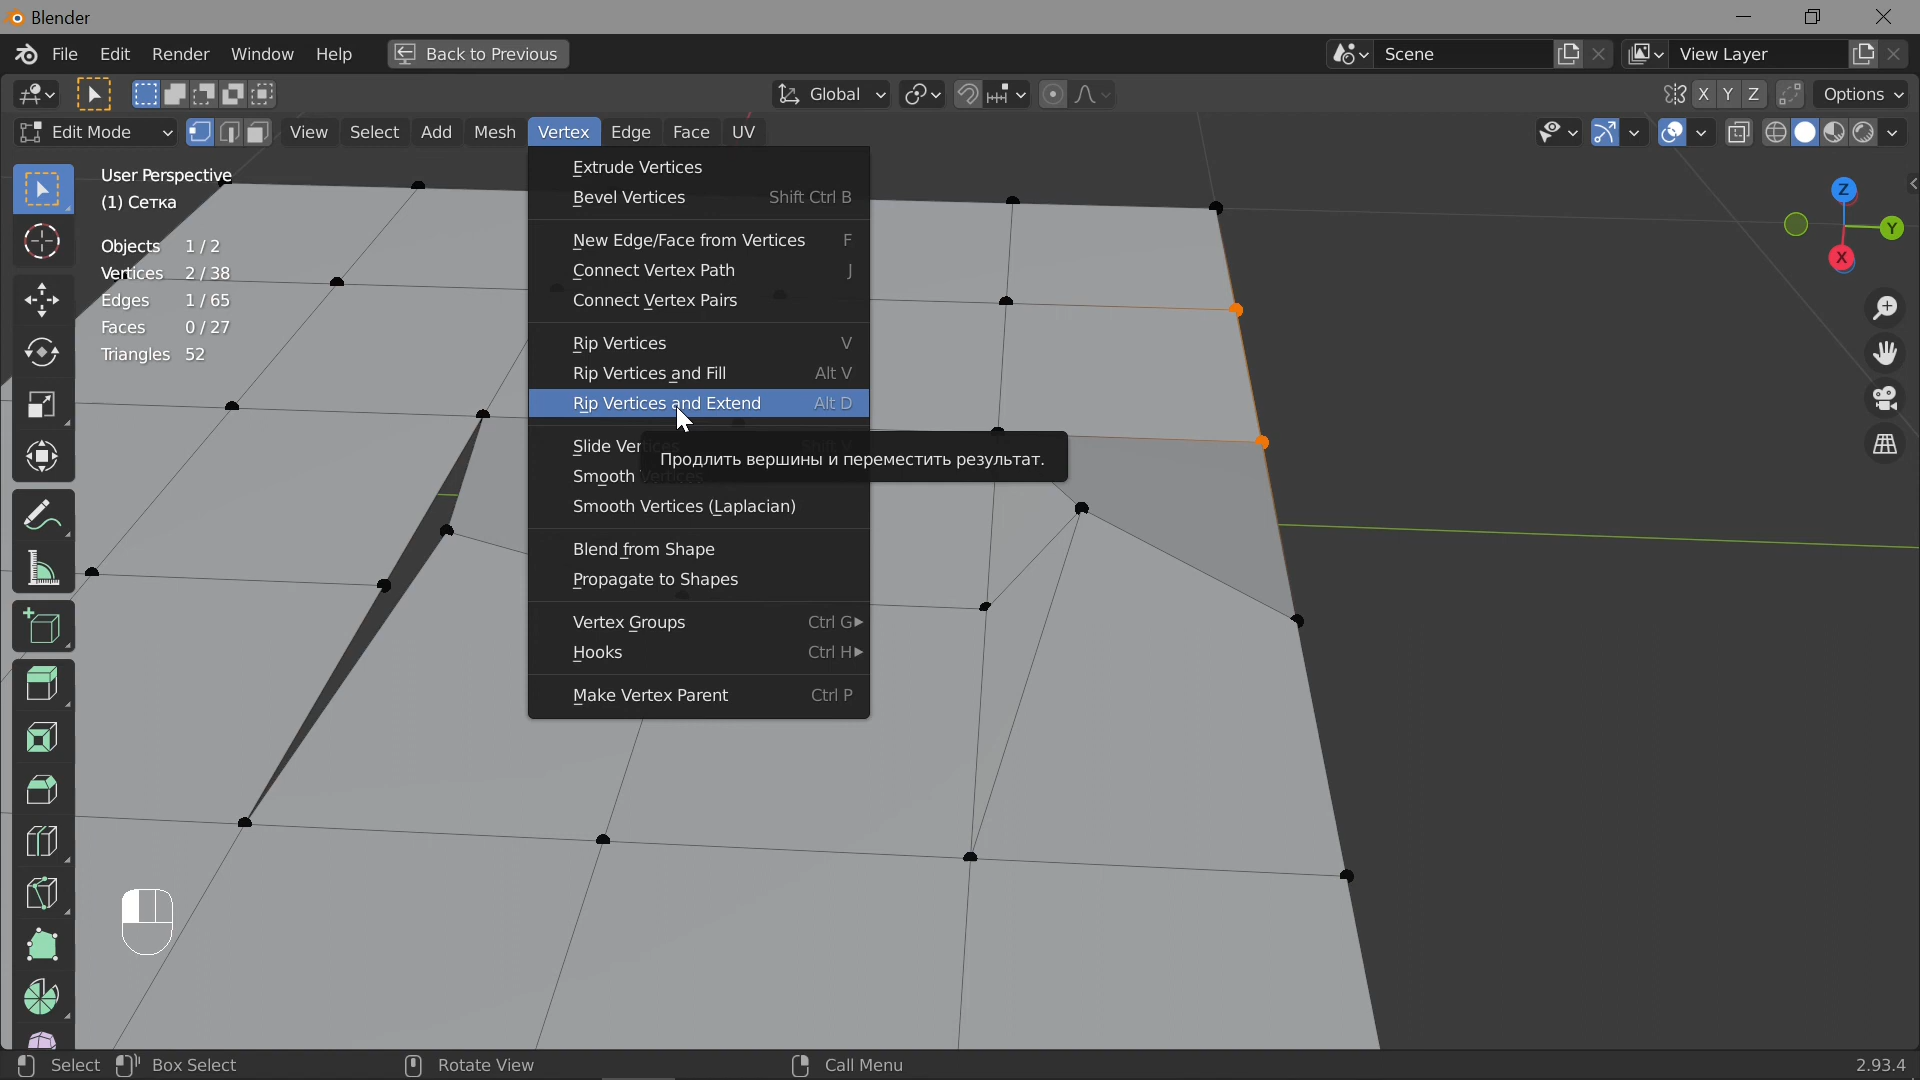 Blender
File Edit Render Window Help Back to Previous Scene View Layer
Global X Y Z Options
Edit Mode View Select Add Mesh Vertex Edge Face UV
User Perspective
(1) Сетка
Objects 1 / 2
Vertices 2 / 38
Edges 1 / 65
Faces 0 / 27
Triangles 52
Extrude Vertices
Bevel Vertices Shift Ctrl B
New Edge/Face from Vertices F
Connect Vertex Path J
Connect Vertex Pairs
Rip Vertices V
Rip Vertices and Fill Alt V
Rip Vertices and Extend Alt D
Slide Vertices Shift V
Продлить вершины и переместить результат.
Smooth Vertices
Smooth Vertices (Laplacian)
Blend from Shape
Propagate to Shapes
Vertex Groups Ctrl G
Hooks Ctrl H
Make Vertex Parent Ctrl P
Z
Y
X
Select Box Select Rotate View Call Menu 2.93.4